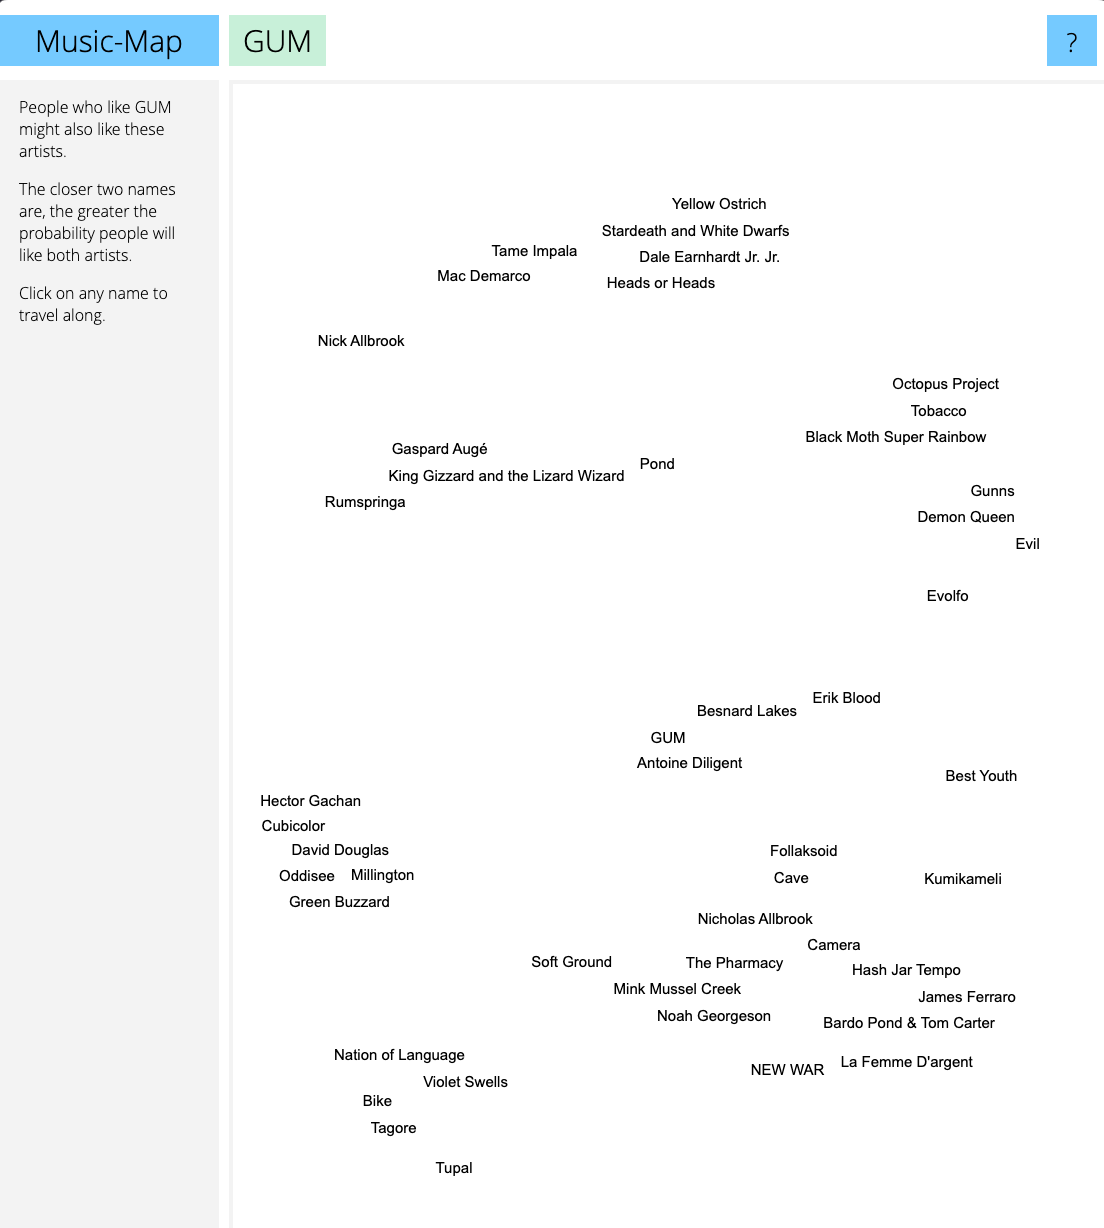 Music-Map
GUM
?
People who like GUM
might also like these
artists.
The closer two names
are, the greater the
probability people will
like both artists.
Click on any name to
travel along.
Yellow Ostrich
Stardeath and White Dwarfs
Tame Impala
Dale Earnhardt Jr. Jr.
Mac Demarco
Heads or Heads
Nick Allbrook
Octopus Project
Tobacco
Black Moth Super Rainbow
Gaspard Augé
Pond
King Gizzard and the Lizard Wizard
Gunns
Rumspringa
Demon Queen
Evil
Evolfo
Erik Blood
Besnard Lakes
GUM
Antoine Diligent
Best Youth
Hector Gachan
Cubicolor
David Douglas
Follaksoid
Oddisee
Millington
Cave
Kumikameli
Green Buzzard
Nicholas Allbrook
Camera
Soft Ground
The Pharmacy
Hash Jar Tempo
Mink Mussel Creek
James Ferraro
Noah Georgeson
Bardo Pond & Tom Carter
Nation of Language
La Femme D'argent
NEW WAR
Violet Swells
Bike
Tagore
Tupal